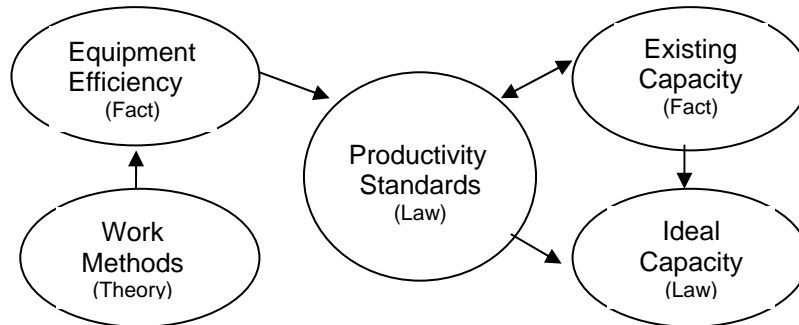 Equipment
Efficiency
(Fact)
Existing
Capacity
(Fact)
Productivity
Standards
(Law)
Work
Methods
(Theory)
Ideal
Capacity
(Law)